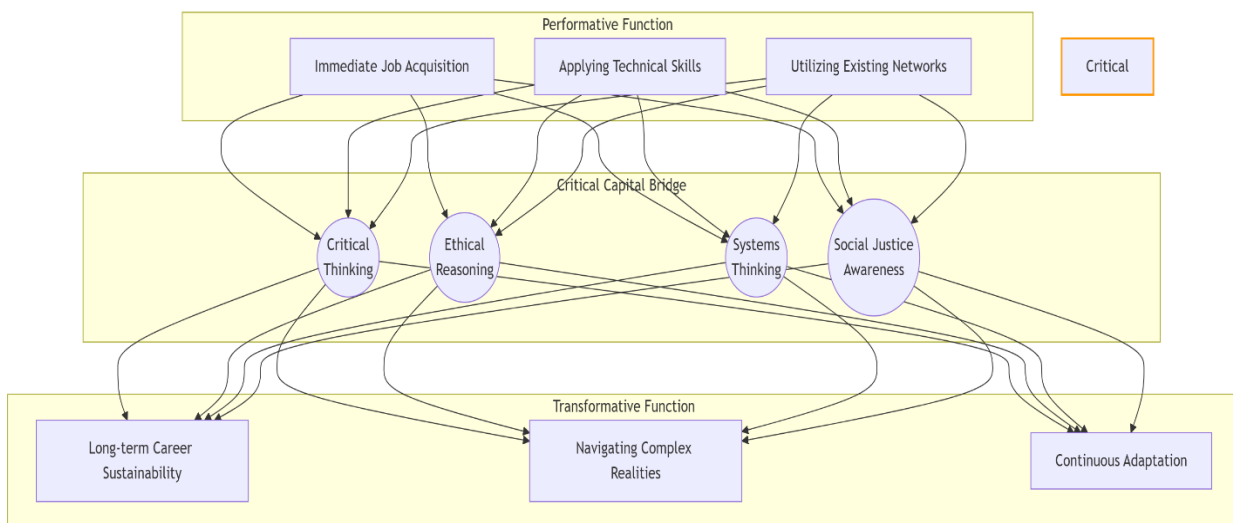 Performative Function
Immediate Job Acquisition
Applying Technical Skills
Utilizing Existing Networks
Critical
Critical Capital Bridge
Critical
Thinking
Ethical
Reasoning
Systems
Thinking
Social Justice
Awareness
Transformative Function
Long-term Career
Sustainability
Navigating Complex
Realities
Continuous Adaptation